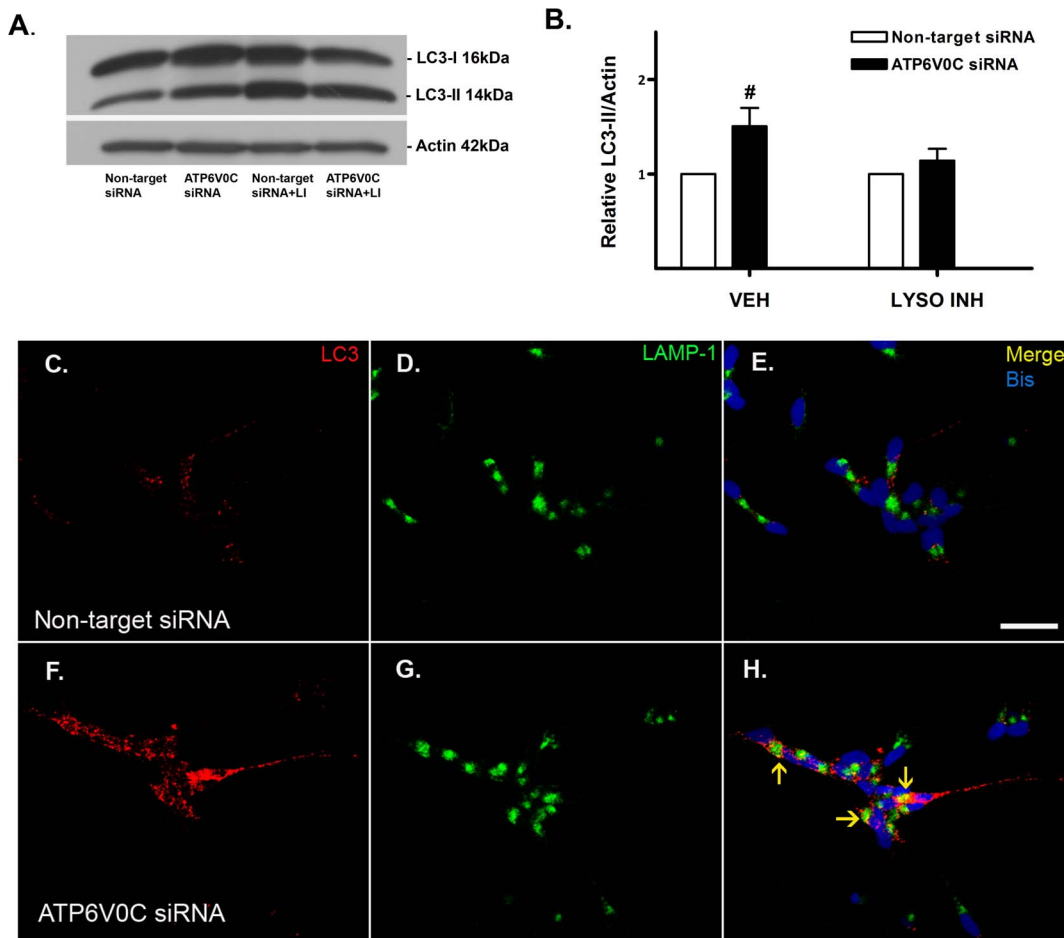 A.
- LC3-I 16kDa
- LC3-II 14kDa
- Actin 42kDa
Non-target siRNA
ATP6V0C siRNA
Non-target siRNA+LI
ATP6V0C siRNA+LI
B.
Non-target siRNA
ATP6V0C siRNA
Relative LC3-II/Actin
2
1
#
VEH
LYSO INH
C.
LC3
Non-target siRNA
D.
LAMP-1
E.
Merge
Bis
F.
ATP6V0C siRNA
G.
H.